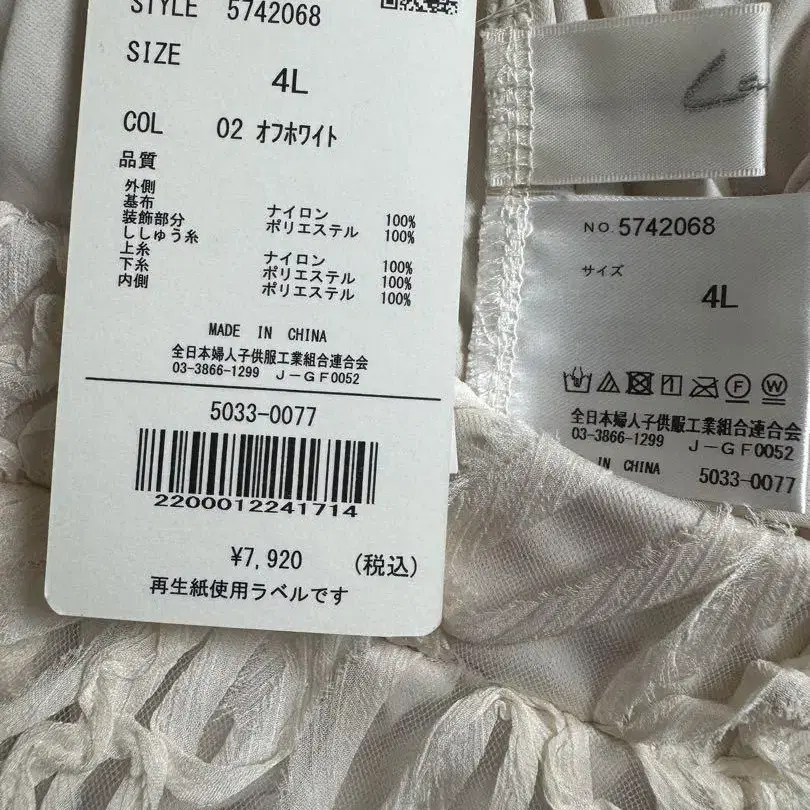 STYLE 5742068
SIZE
4L
COL 02 オフホワイト
品質
外側
基布 ナイロン 100%
装飾部分 ポリエステル 100%
ししゅう糸
上糸 ナイロン 100%
下糸 ポリエステル 100%
内側 ポリエステル 100%
MADE IN CHINA
全日本婦人子供服工業組合連合会
03-3866-1299 J-GF0052
5033-0077
2200012241714
¥7,920 (税込)
再生紙使用ラベルです
NO. 5742068
サイズ
4L
F W
全日本婦人子供服工業組合連合会
03-3866-1299 J-GF0052
IN CHINA 5033-0077